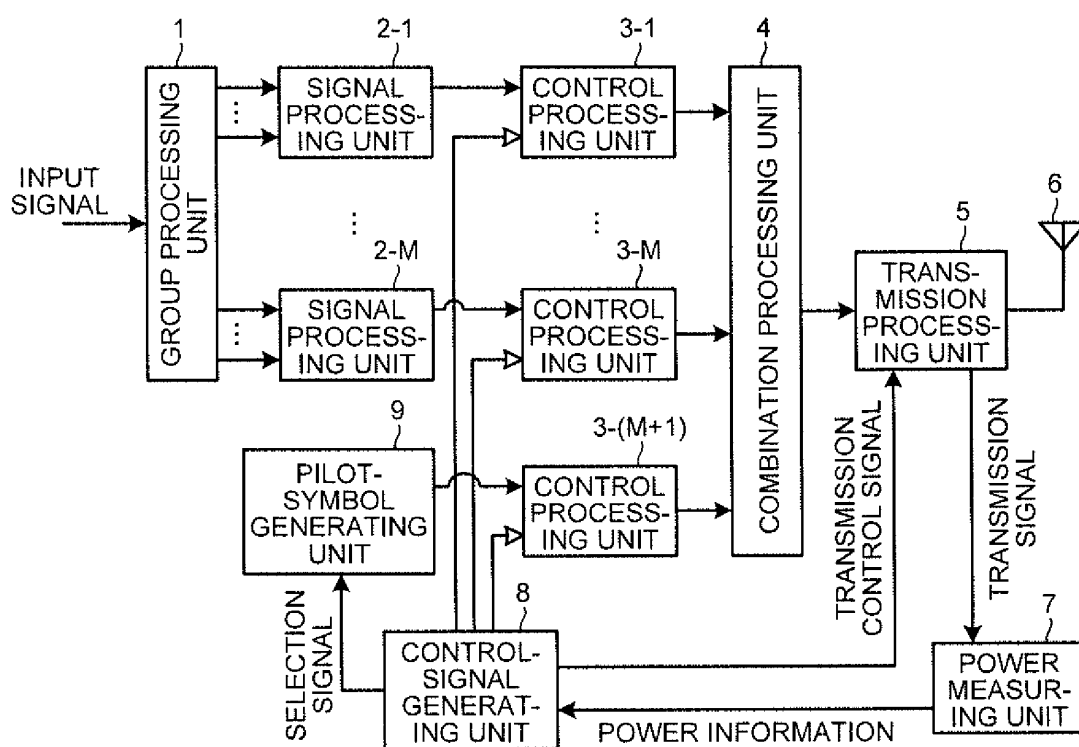 1
2-1
3-1
4
GROUP PROCESSING
UNIT
SIGNAL
PROCESS-
ING UNIT
CONTROL
PROCESS-
ING UNIT
COMBINATION PROCESSING UNIT
INPUT
SIGNAL
⋮
⋮
⋮
2-M
3-M
5
6
⋮
SIGNAL
PROCESS-
ING UNIT
CONTROL
PROCESS-
ING UNIT
TRANS-
MISSION
PROCESS-
ING UNIT
9
3-(M+1)
PILOT-
SYMBOL
GENERATING
UNIT
CONTROL
PROCESS-
ING UNIT
TRANSMISSION
CONTROL SIGNAL
TRANSMISSION
SIGNAL
SELECTION
SIGNAL
8
7
CONTROL-
SIGNAL
GENERAT-
ING UNIT
POWER
MEASUR-
ING UNIT
POWER INFORMATION